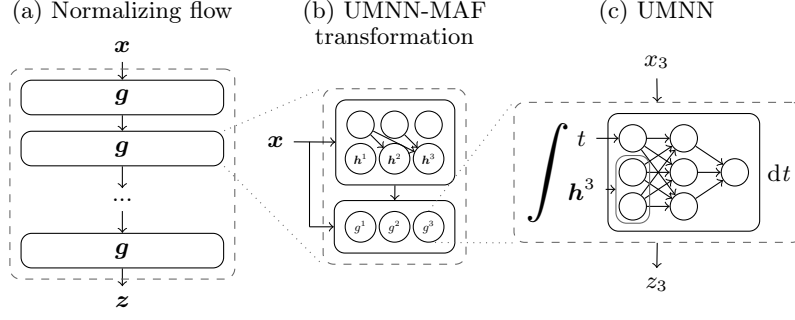 (a) Normalizing flow
x
g
g
...
g
z
(b) UMNN-MAF
transformation
x
h¹ h² h³
g¹ g² g³
(c) UMNN
x₃
∫ t
h³
dt
z₃